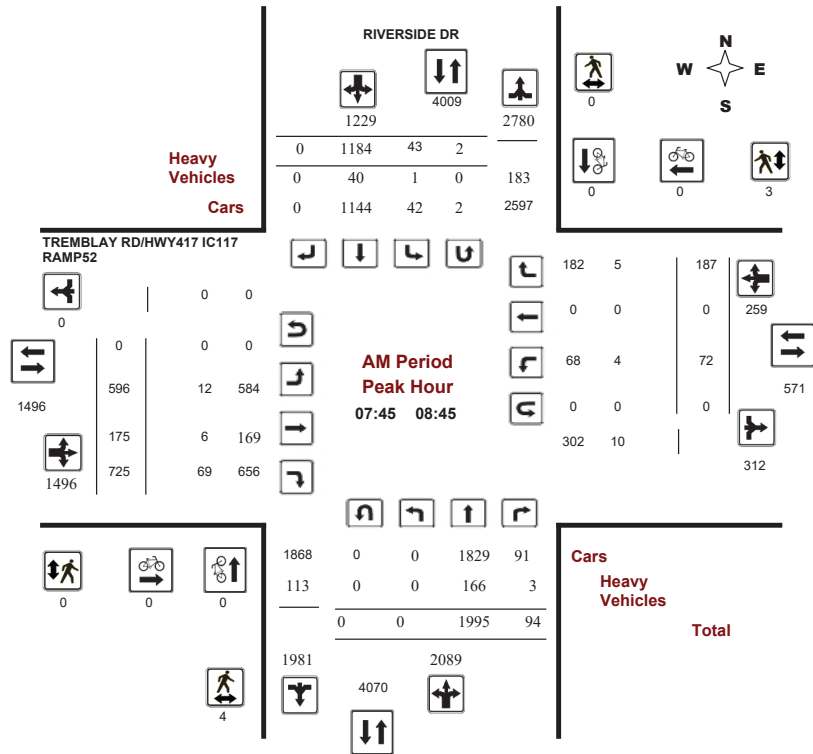 RIVERSIDE DR
N
W E
S
4009
0
1229 2780
0 1184 43 2
Heavy
Vehicles
0 40 1 0 183
0 0 3
Cars 0 1144 42 2 2597
TREMBLAY RD/HWY417 IC117
RAMP52
182 5 187
0 0
0
0 0 0 259
0 0 0
AM Period
68 4 72
Peak Hour
596 12 584
571
1496
07:45 08:45
0 0 0
175 6 169
302 10
725 69 656
312
1496
1868 0 0 1829 91 Cars
113 0 0 166 3 Heavy
Vehicles
0 0 0
0 0 1995 94 Total
1981 2089
4070
4